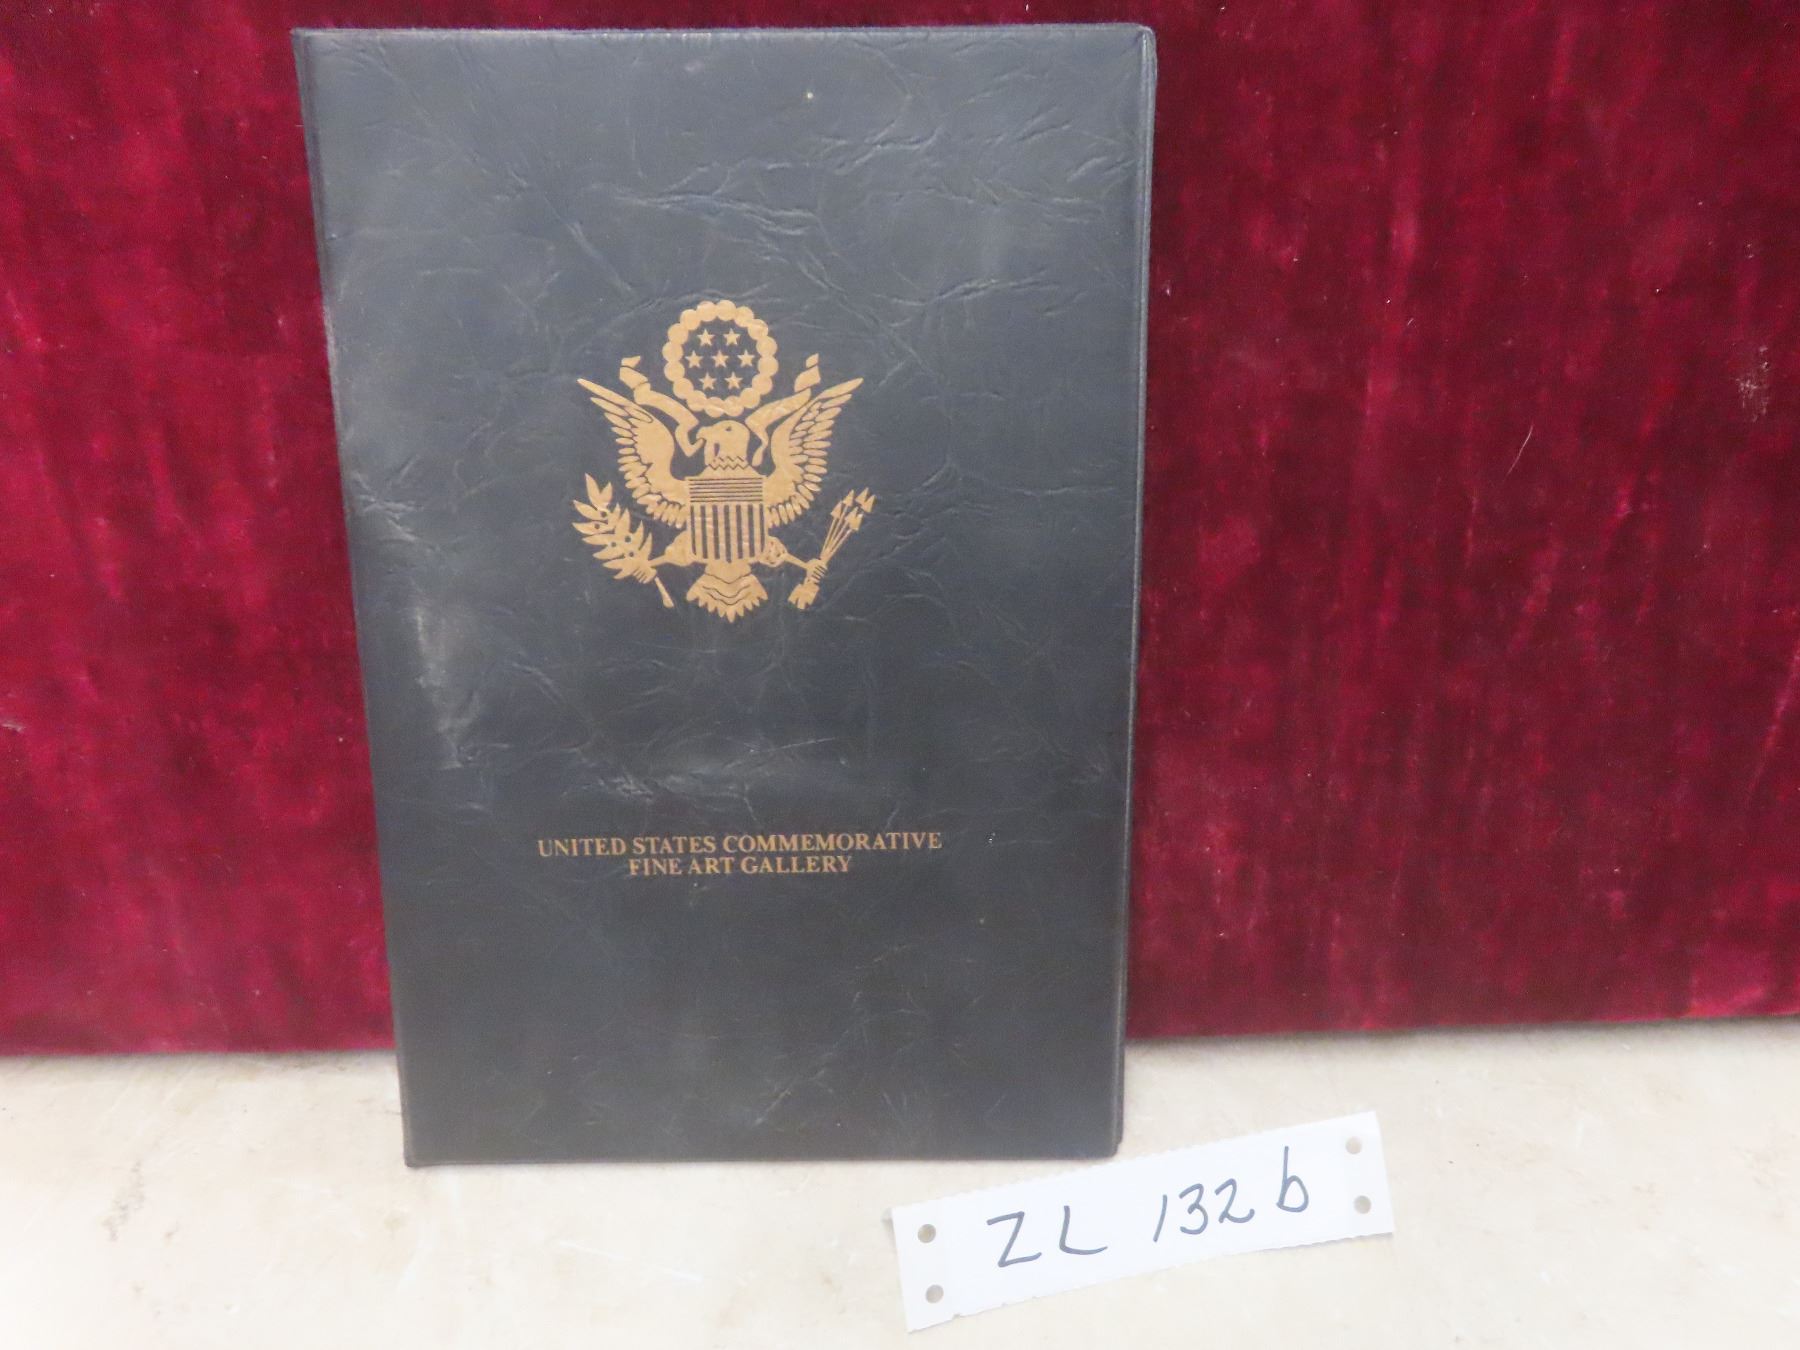 UNITED STATES COMMEMORATIVE
FINE ART GALLERY
ZL 132b